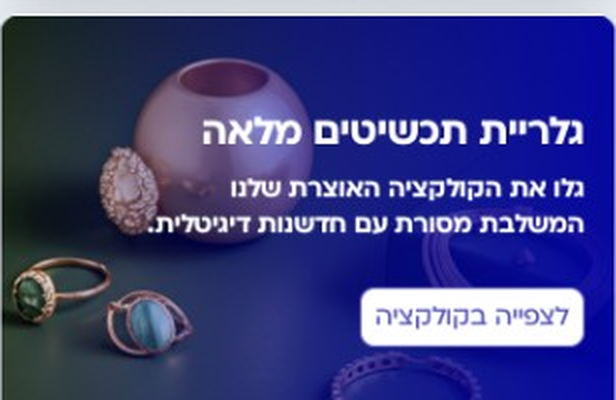 גלריית תכשיטים מלאה
גלו את הקולקציה האוצרת שלנו
המשלבת מסורת עם חדשנות דיגיטלית.
לצפייה בקולקציה